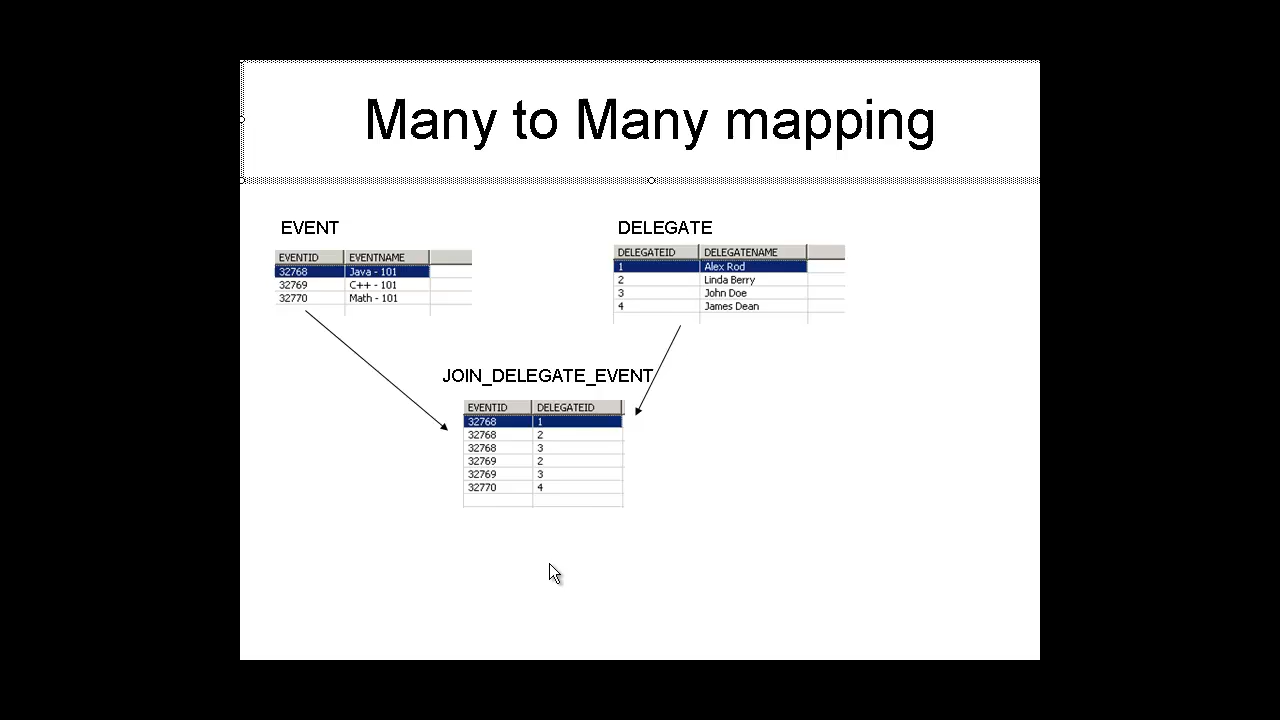 Many to Many mapping
EVENT
EVENTID EVENTNAME
32768 Java - 101
32769 C++ - 101
32770 Math - 101
DELEGATE
DELEGATEID DELEGATENAME
1 Alex Rod
2 Linda Berry
3 John Doe
4 James Dean
JOIN_DELEGATE_EVENT
EVENTID DELEGATEID
32768 1
32768 2
32768 3
32769 2
32769 3
32770 4